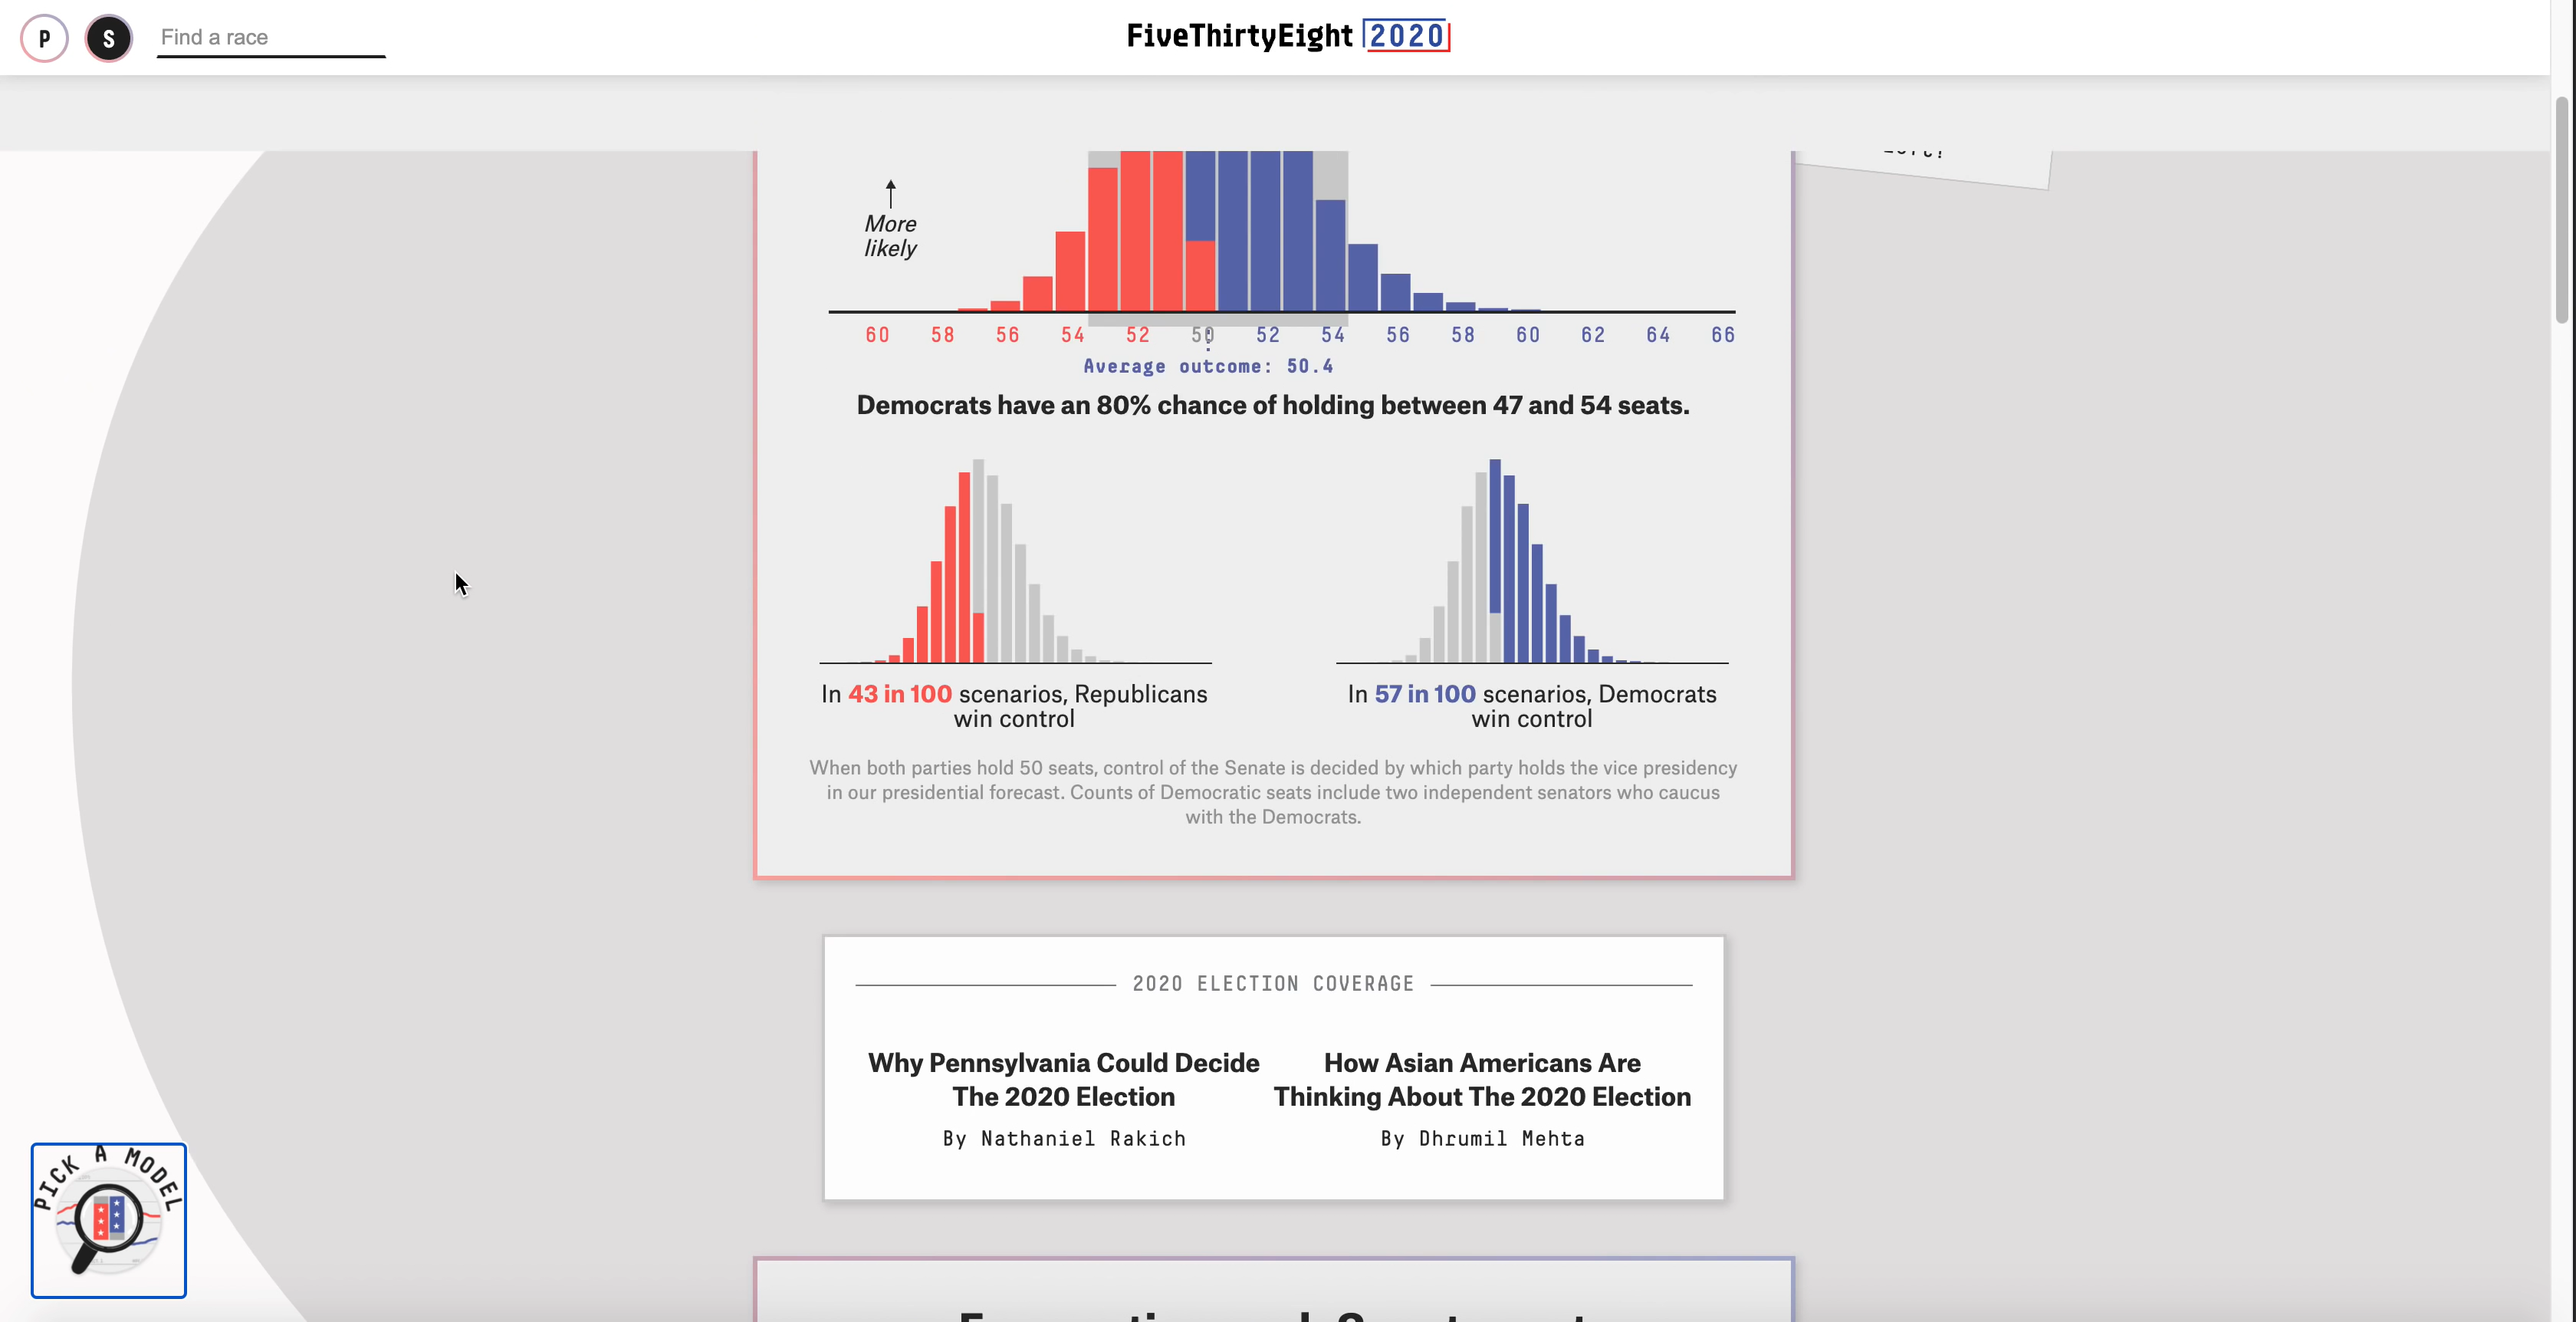 P
S
Find a race
FiveThirtyEight 2020
More
likely
60 58 56 54 52 50 52 54 56 58 60 62 64 66
Average outcome: 50.4
Democrats have an 80% chance of holding between 47 and 54 seats.
In 43 in 100 scenarios, Republicans
win control
In 57 in 100 scenarios, Democrats
win control
When both parties hold 50 seats, control of the Senate is decided by which party holds the vice presidency
in our presidential forecast. Counts of Democratic seats include two independent senators who caucus
with the Democrats.
2020 ELECTION COVERAGE
Why Pennsylvania Could Decide
The 2020 Election
By Nathaniel Rakich
How Asian Americans Are
Thinking About The 2020 Election
By Dhrumil Mehta
PICK A MODEL